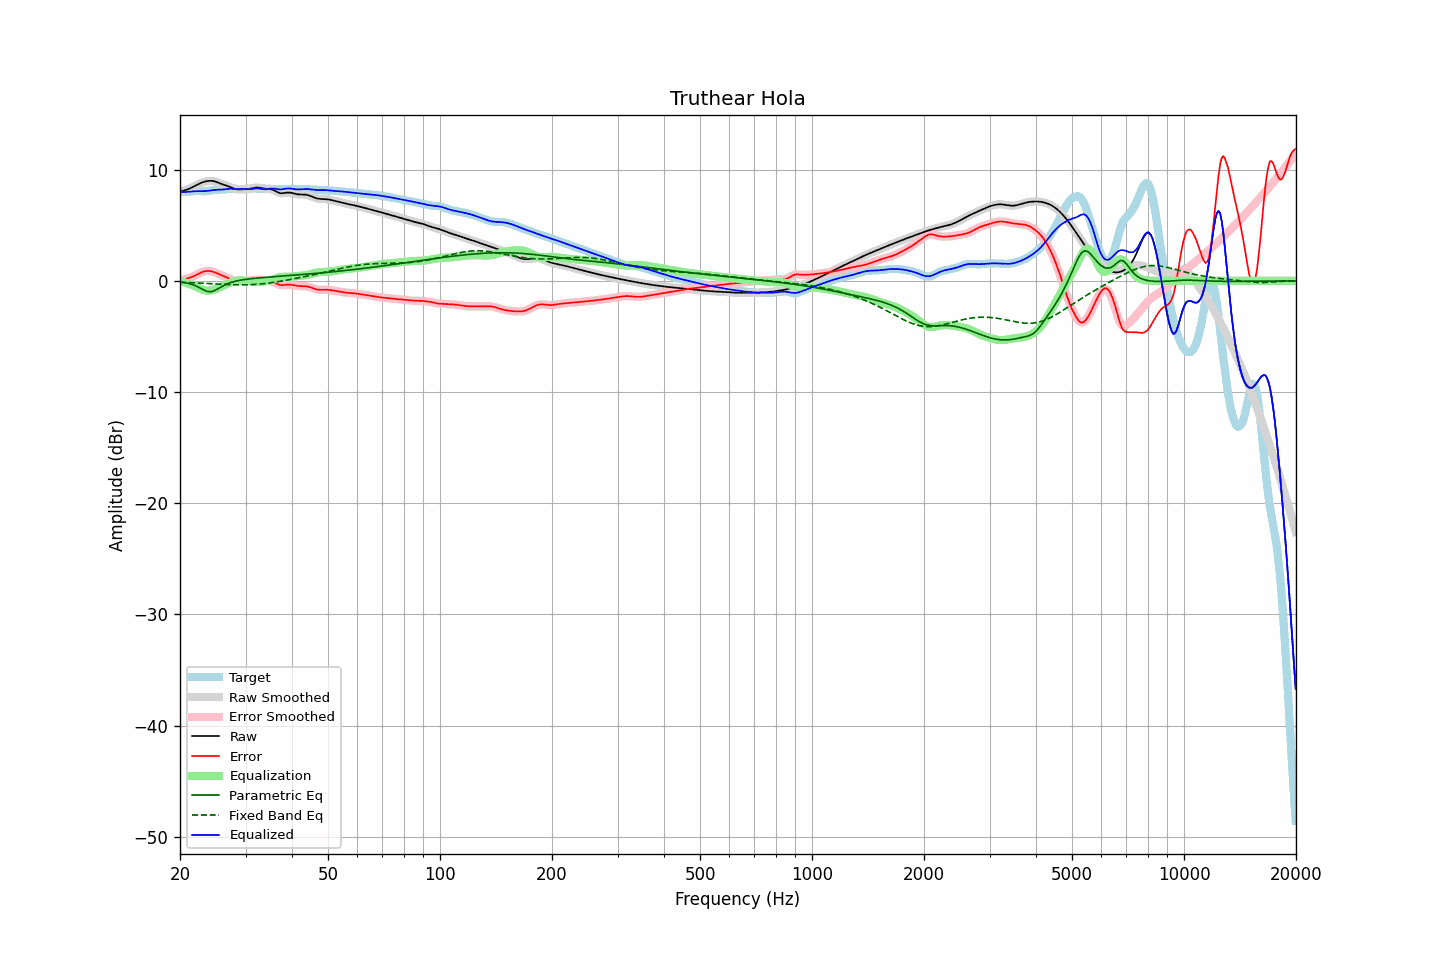 Truthear Hola
Amplitude (dBr)
10
0
−10
−20
−30
−40
−50
Target
Raw Smoothed
Error Smoothed
Raw
Error
Equalization
Parametric Eq
Fixed Band Eq
Equalized
20 50 100 200 500 1000 2000 5000 10000 20000
Frequency (Hz)